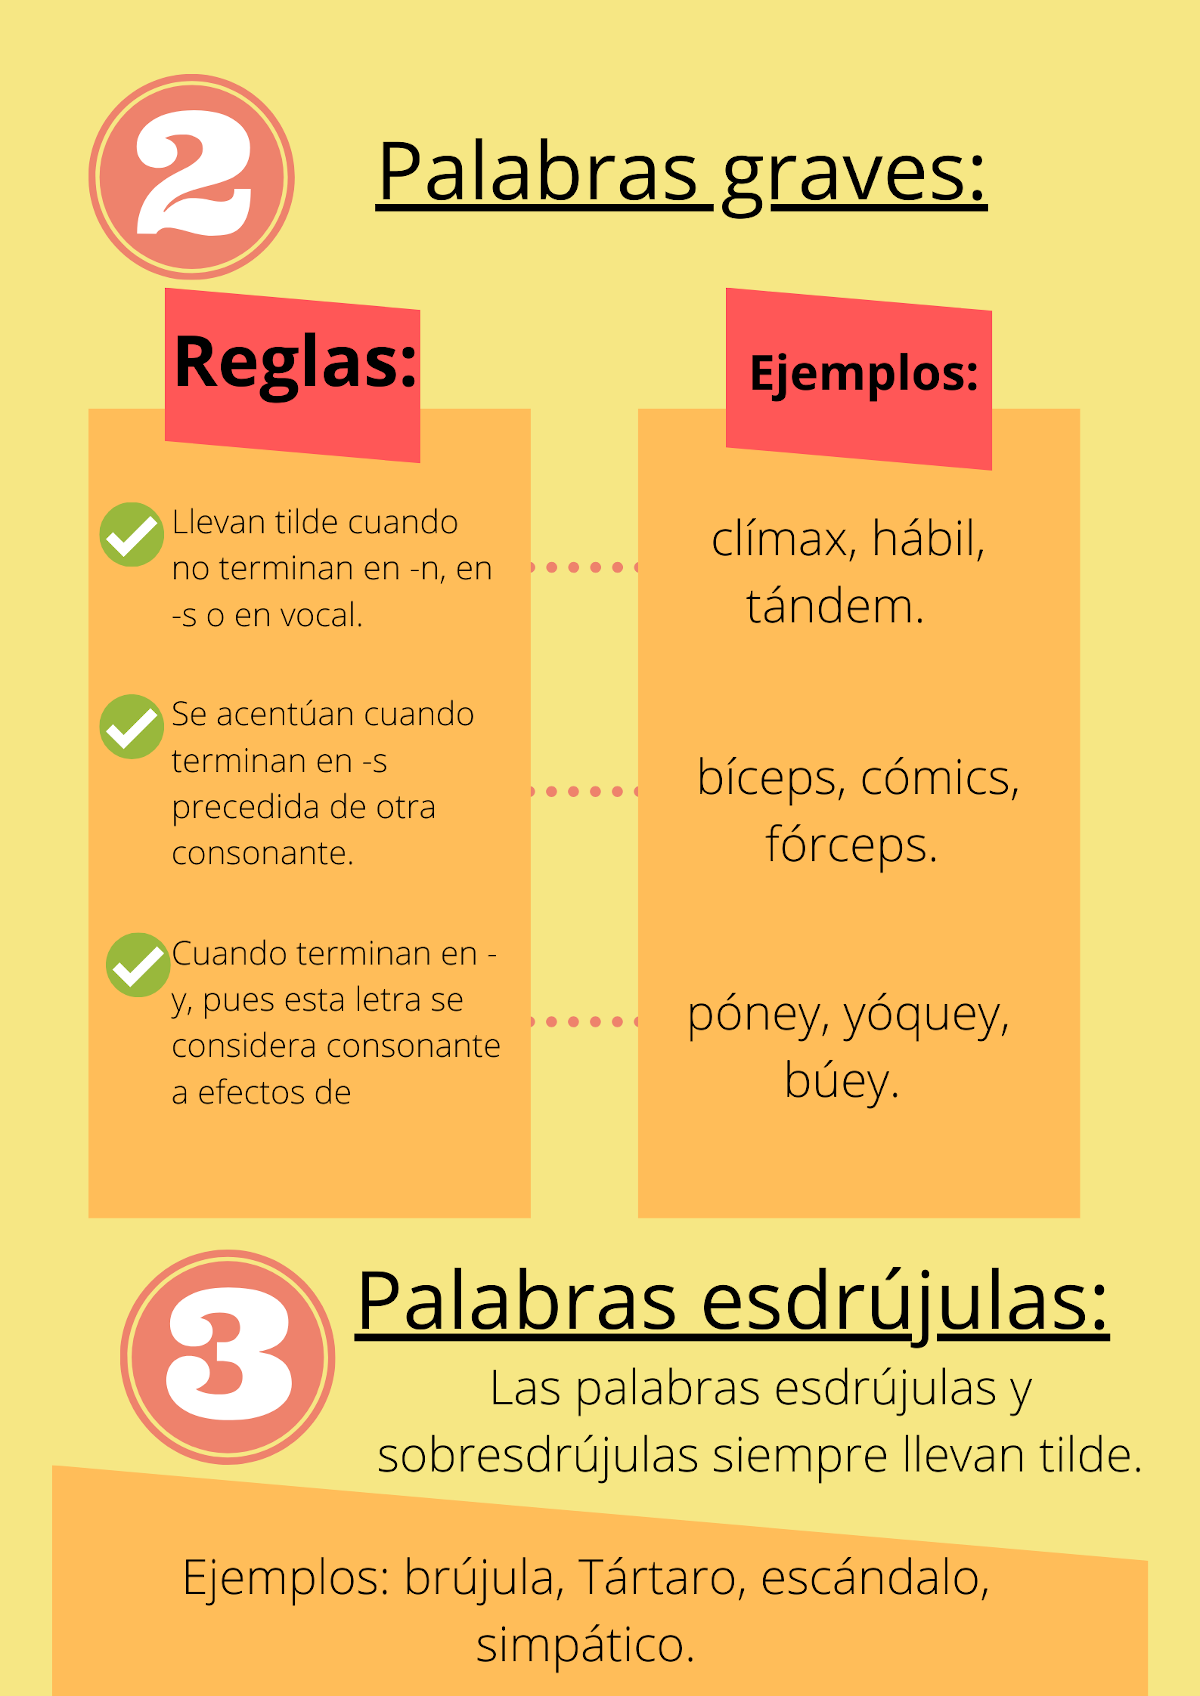 2
Palabras graves:
Reglas:
Ejemplos:
Llevan tilde cuando
no terminan en -n, en
-s o en vocal.
clímax, hábil,
tándem.
Se acentúan cuando
terminan en -s
precedida de otra
consonante.
bíceps, cómics,
fórceps.
Cuando terminan en -
y, pues esta letra se
considera consonante
a efectos de
póney, yóquey,
búey.
3
Palabras esdrújulas:
Las palabras esdrújulas y
sobresdrújulas siempre llevan tilde.
Ejemplos: brújula, Tártaro, escándalo,
simpático.